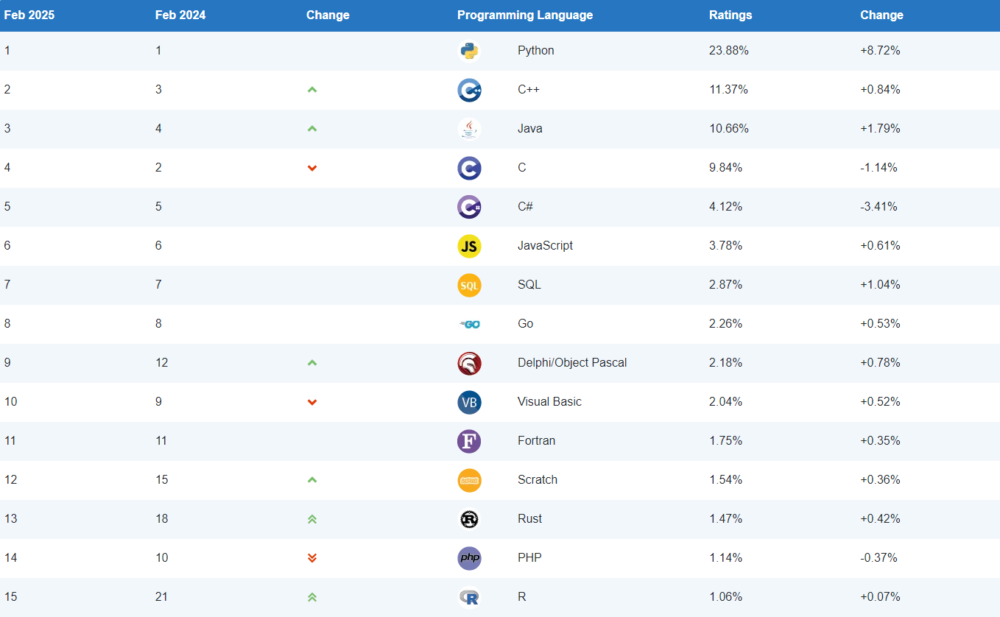 Feb 2025 Feb 2024 Change Programming Language Ratings Change
1 1 Python 23.88% +8.72%
2 3 C++ 11.37% +0.84%
3 4 Java 10.66% +1.79%
4 2 C 9.84% -1.14%
5 5 C# 4.12% -3.41%
6 6 JS JavaScript 3.78% +0.61%
7 7 SQL SQL 2.87% +1.04%
8 8 GO Go 2.26% +0.53%
9 12 Delphi/Object Pascal 2.18% +0.78%
10 9 VB Visual Basic 2.04% +0.52%
11 11 F Fortran 1.75% +0.35%
12 15 Scratch 1.54% +0.36%
13 18 R Rust 1.47% +0.42%
14 10 php PHP 1.14% -0.37%
15 21 R R 1.06% +0.07%